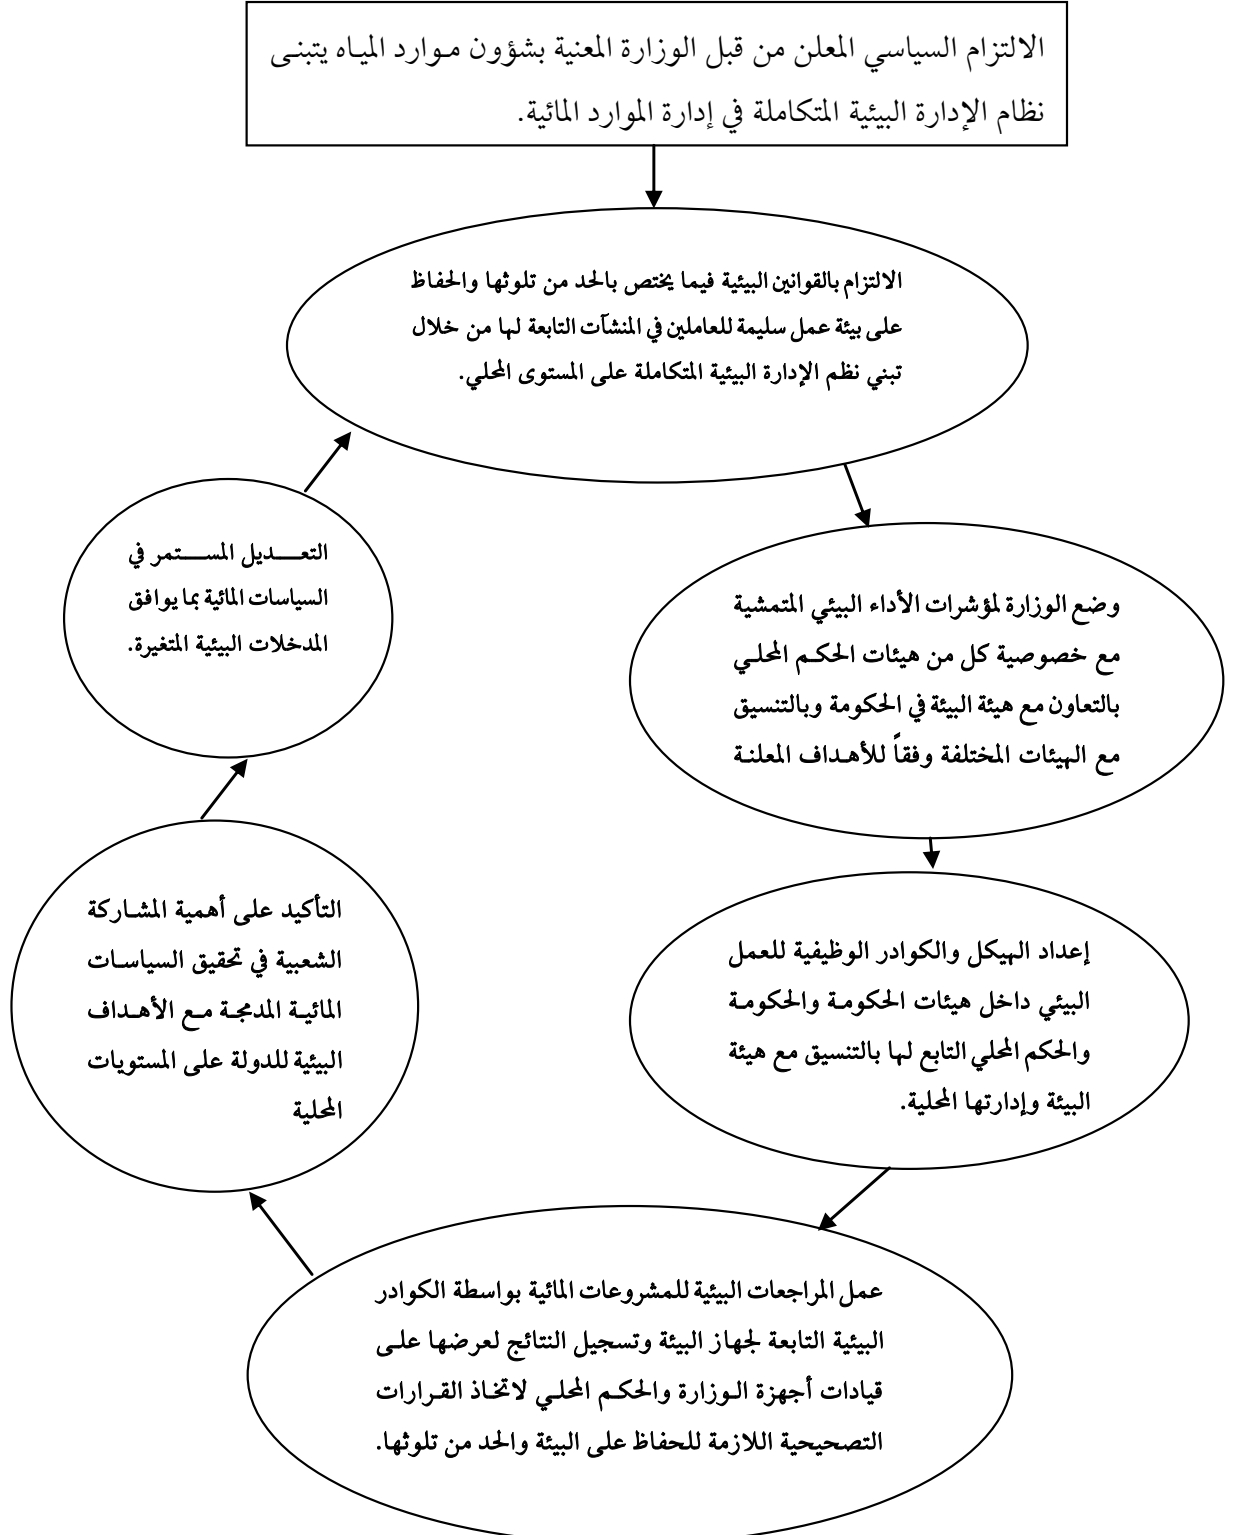 الالتزام السياسي المعلن من قبل الوزارة المعنية بشؤون موارد المياه يتبنى
نظام الإدارة البيئية المتكاملة في إدارة الموارد المائية.
الالتزام بالقوانين البيئية فيما يختص بالحد من تلوثها والحفاظ
على بيئة عمل سليمة للعاملين في المنشآت التابعة لها من خلال
تبني نظم الإدارة البيئية المتكاملة على المستوى المحلي.
وضع الوزارة لمؤشرات الأداء البيئي المتمشية
مع خصوصية كل من هيئات الحكم المحلي
بالتعاون مع هيئة البيئة في الحكومة وبالتنسيق
مع الهيئات المختلفة وفقاً للأهداف المعلنة
إعداد الهيكل والكوادر الوظيفية للعمل
البيئي داخل هيئات الحكومة والحكومة
والحكم المحلي التابع لها بالتنسيق مع هيئة
البيئة وإدارتها المحلية.
عمل المراجعات البيئية للمشروعات المائية بواسطة الكوادر
البيئية التابعة لجهاز البيئة وتسجيل النتائج لعرضها على
قيادات أجهزة الوزارة والحكم المحلي لاتخاذ القرارات
التصحيحية اللازمة للحفاظ على البيئة والحد من تلوثها.
التأكيد على أهمية المشاركة
الشعبية في تحقيق السياسات
المائية المدمجة مع الأهداف
البيئية للدولة على المستويات
المحلية
التعديل المستمر في
السياسات المائية بما يوافق
المدخلات البيئية المتغيرة.